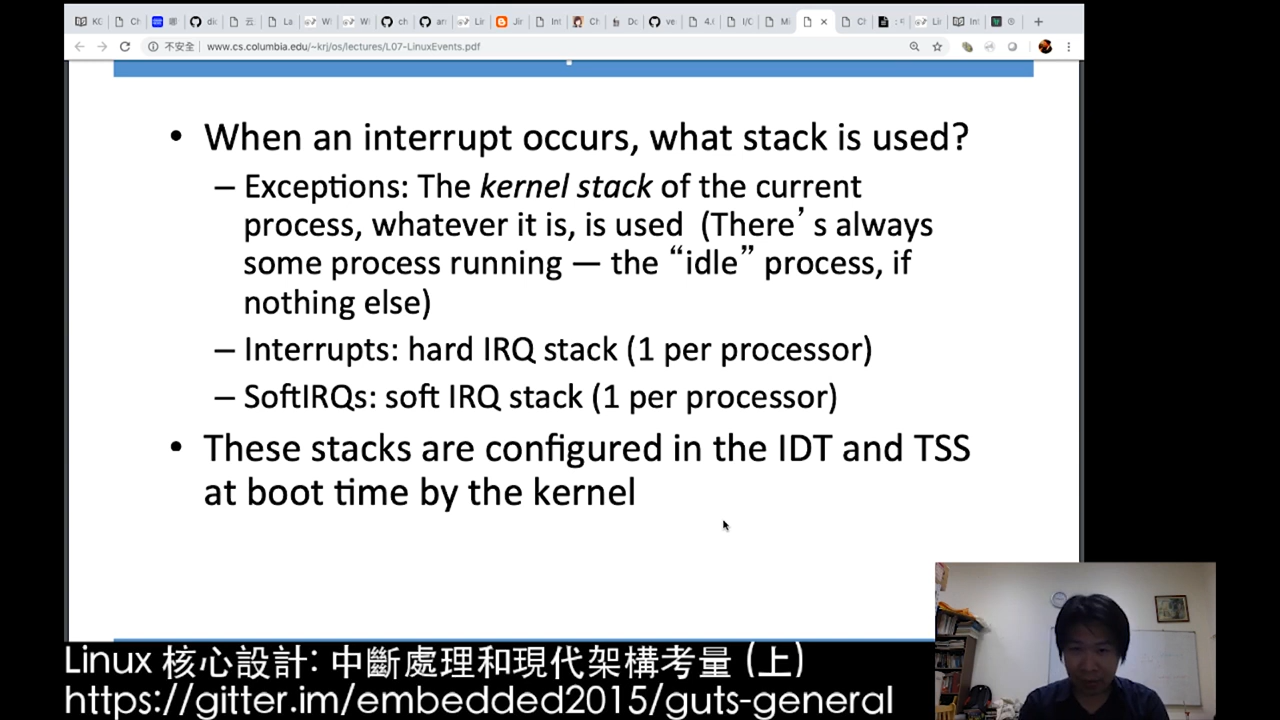 不安全 www.cs.columbia.edu/~krj/os/lectures/L07-LinuxEvents.pdf
• When an interrupt occurs, what stack is used?
– Exceptions: The kernel stack of the current
process, whatever it is, is used (There’s always
some process running — the “idle” process, if
nothing else)
– Interrupts: hard IRQ stack (1 per processor)
– SoftIRQs: soft IRQ stack (1 per processor)
• These stacks are configured in the IDT and TSS
at boot time by the kernel
Linux 核心設計: 中斷處理和現代架構考量 (上)
https://gitter.im/embedded2015/guts-general